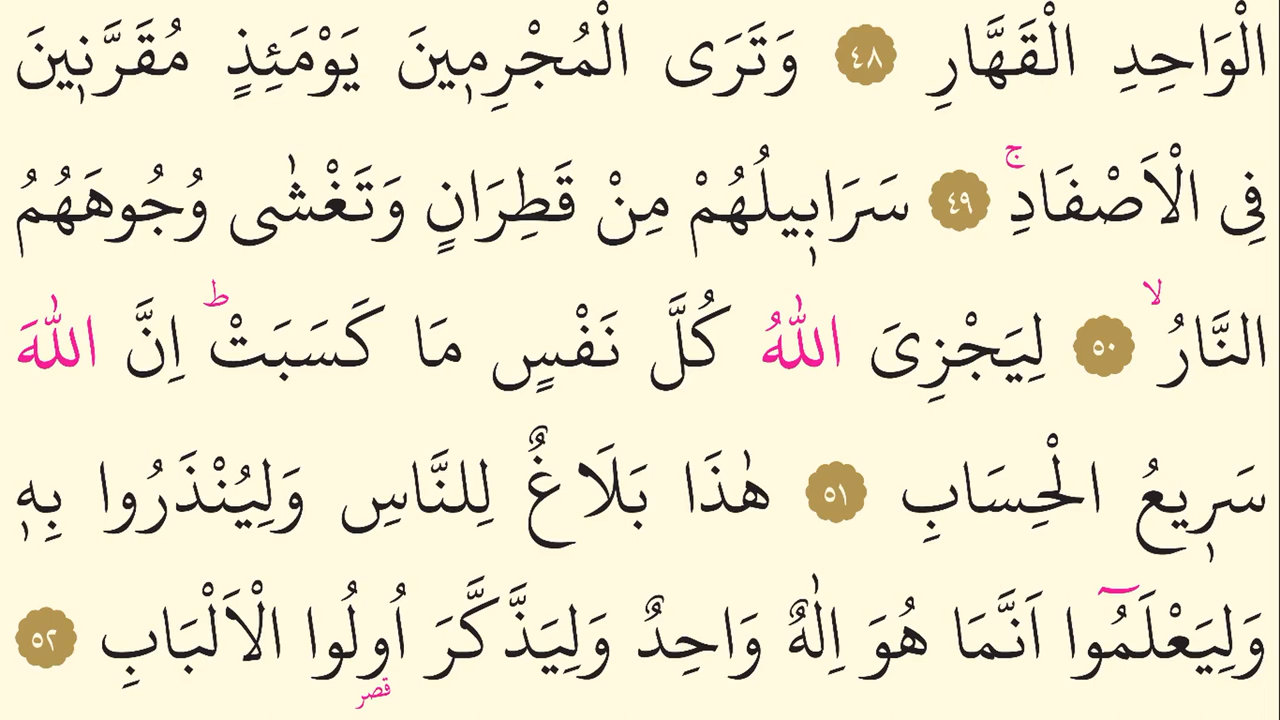 الْوَاحِدِ الْقَهَّارِ ٤٨ وَتَرَى الْمُجْرِمٖينَ يَوْمَئِذٍ مُقَرَّنٖينَ
فِى الْاَصْفَادِۚ ٤٩ سَرَابٖيلُهُمْ مِنْ قَطِرَانٍ وَتَغْشٰى وُجُوهَهُمُ
النَّارُۙ ٥٠ لِيَجْزِىَ اللّٰهُ كُلَّ نَفْسٍ مَا كَسَبَتْؕ اِنَّ اللّٰهَ
سَرٖيعُ الْحِسَابِ ٥١ هٰذَا بَلَاغٌ لِلنَّاسِ وَلِيُنْذَرُوا بِهٖ
وَلِيَعْلَمُٓوا اَنَّمَا هُوَ اِلٰهٌ وَاحِدٌ وَلِيَذَّكَّرَ اُولُوا الْاَلْبَابِ ٥٢
قصر